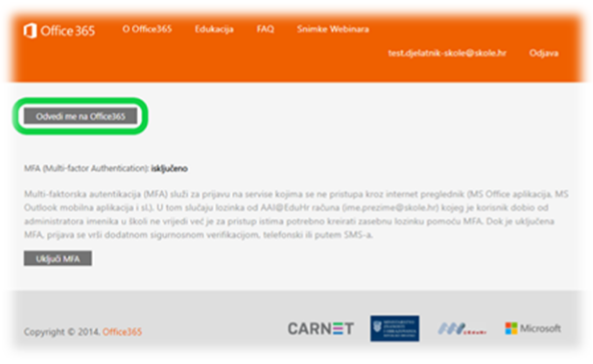 Office 365 O Office365 Edukacija FAQ Snimke Webinara
test.djelatnik-skole@skole.hr Odjava
Odvedi me na Office365
MFA (Multi-factor Authentication): isključeno
Multi-faktorska autentikacija (MFA) služi za prijavu na servise kojima se ne pristupa kroz internet preglednik (MS Office aplikacija, MS
Outlook mobilna aplikacija i sl.). U tom slučaju lozinka od AAI@EduHr računa (ime.prezime@skole.hr) kojeg je korisnik dobio od
administratora imenika u školi ne vrijedi već je za pristup istima potrebno kreirati zasebnu lozinku pomoću MFA. Dok je uključena
MFA, prijava se vrši dodatnom sigurnosnom verifikacijom, telefonski ili putem SMS-a.
Uključi MFA
Copyright © 2014. Office365 CARNET Microsoft